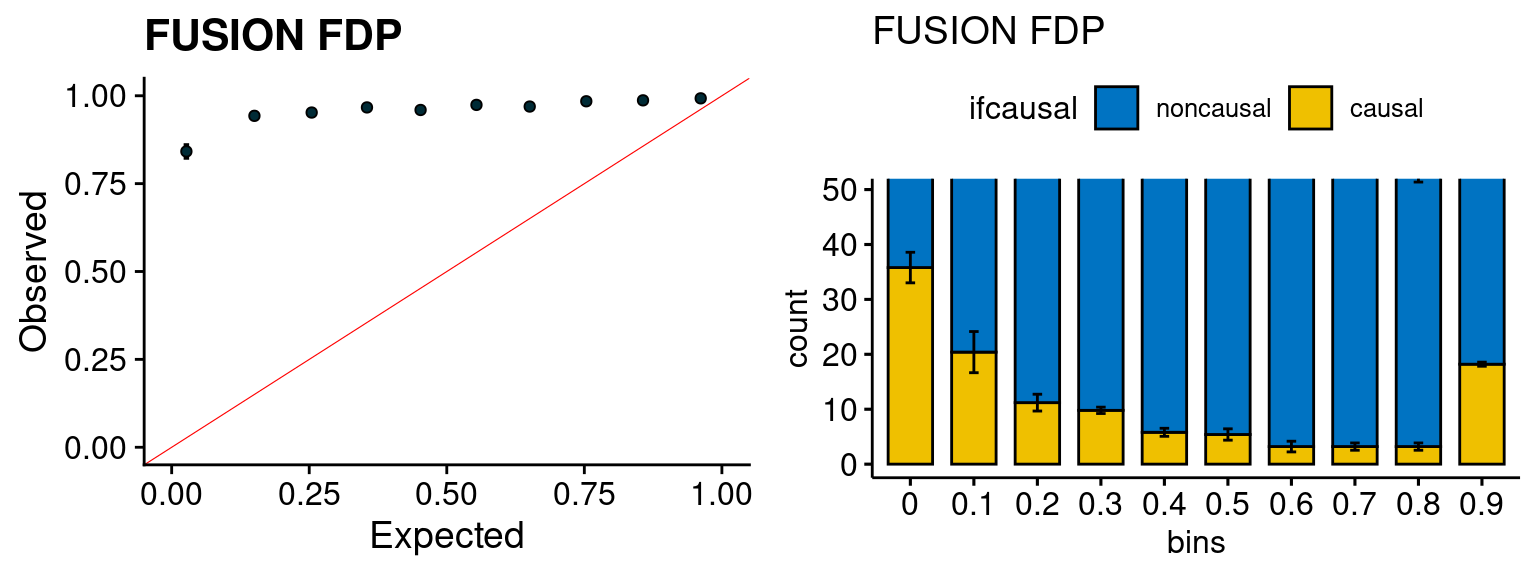 FUSION FDP
1.00
0.75
0.50
0.25
0.00
Observed
0.00 0.25 0.50 0.75 1.00
Expected
FUSION FDP
ifcausal noncausal causal
50
40
30
20
10
0
count
0 0.1 0.2 0.3 0.4 0.5 0.6 0.7 0.8 0.9
bins